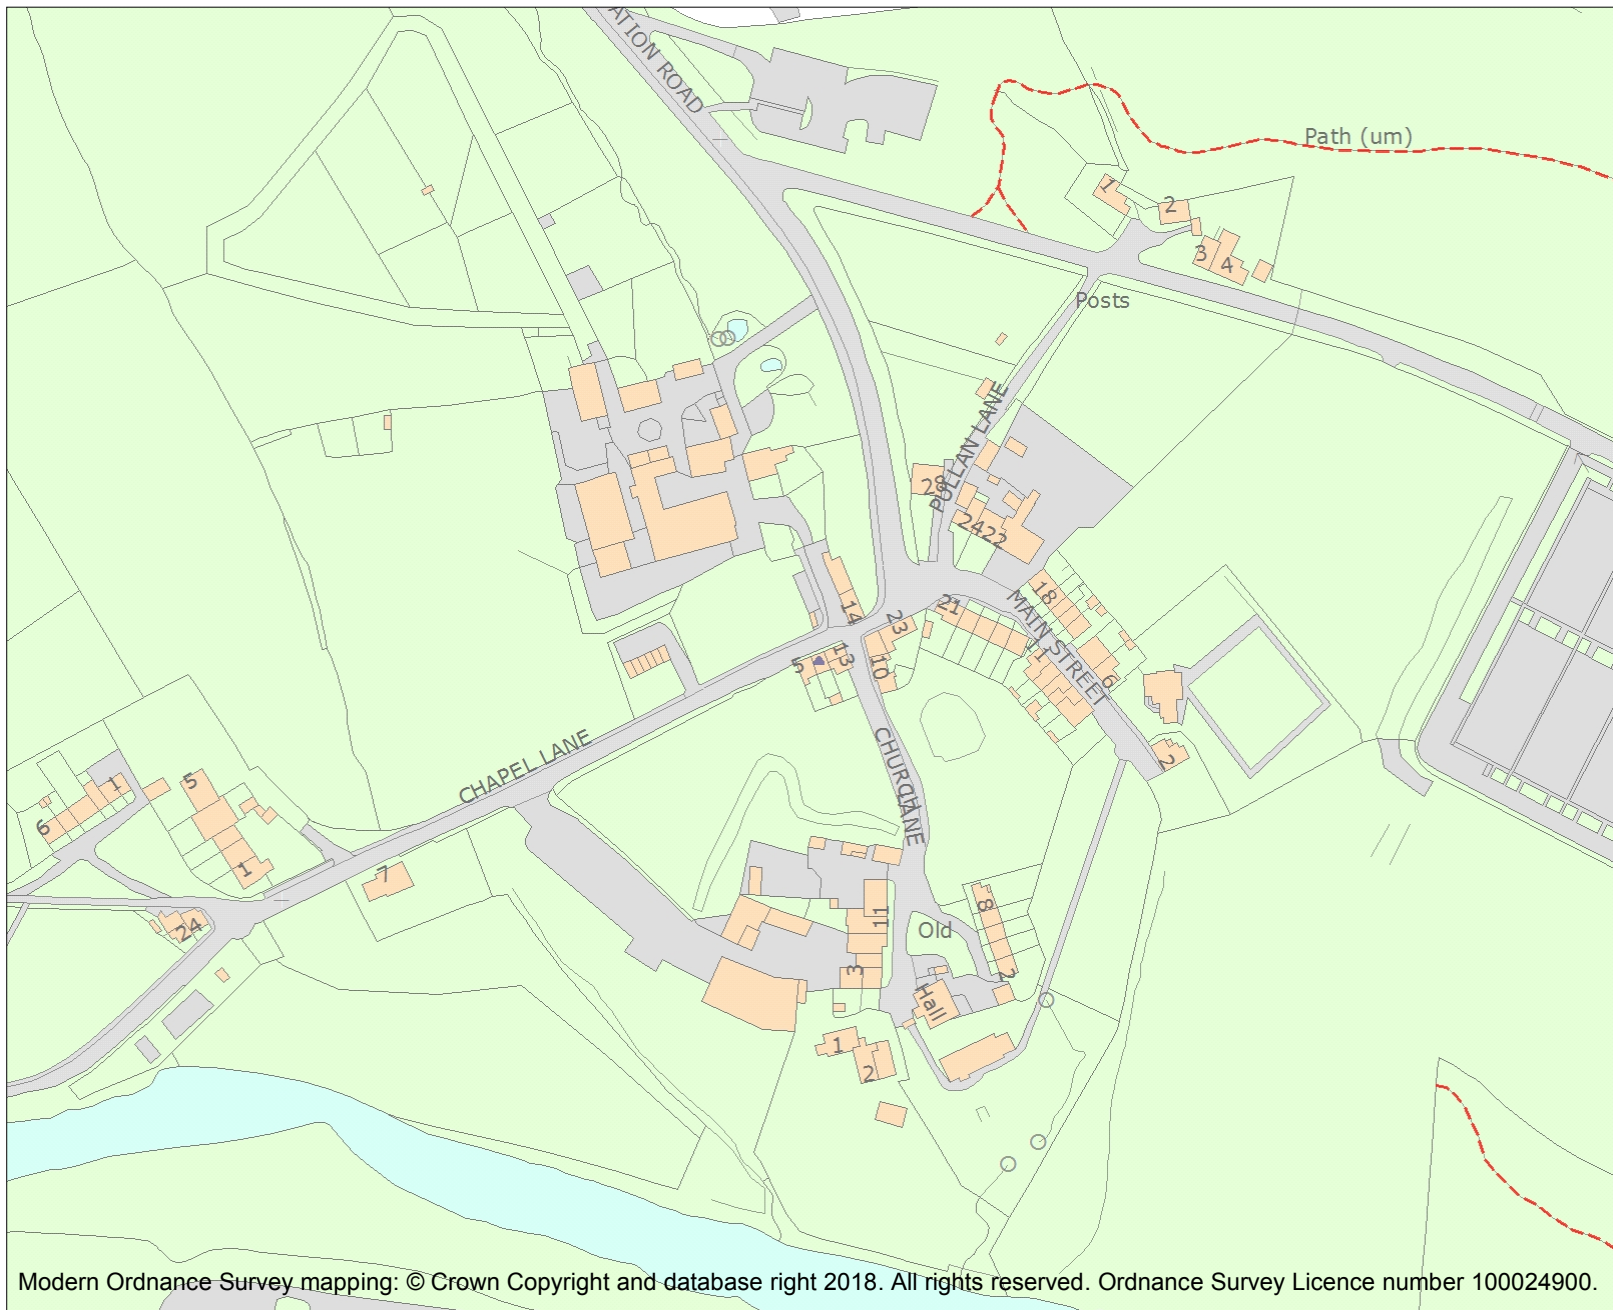 ATION ROAD
Path (um)
1
2
3
4
Posts
PULLAN LANE
28
24
22
18
MAIN STREET
21
14
23
13
5
10
11
6
2
CHAPEL LANE
CHURCH LANE
1
5
6
1
7
24
11
8
Old
3
2
Hall
1
2
Modern Ordnance Survey mapping: © Crown Copyright and database right 2018. All rights reserved. Ordnance Survey Licence number 100024900.